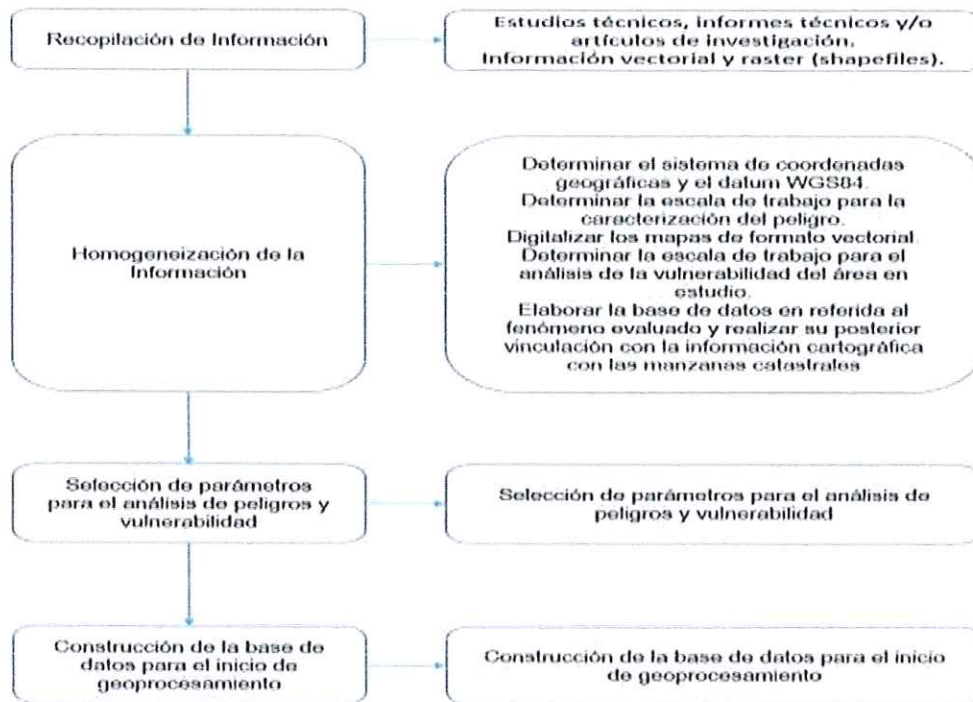 Recopilación de Información
Estudios técnicos, informes técnicos y/o
artículos de investigación.
Información vectorial y raster (shapefiles).
Homogeneización de la
Información
Determinar el sistema de coordenadas
geográficas y el datum WGS84.
Determinar la escala de trabajo para la
caracterización del peligro.
Digitalizar los mapas de formato vectorial.
Determinar la escala de trabajo para el
análisis de la vulnerabilidad del área en
estudio.
Elaborar la base de datos en referida al
fenómeno evaluado y realizar su posterior
vinculación con la información cartográfica
con las manzanas catastrales
Selección de parámetros
para el análisis de peligros y
vulnerabilidad
Selección de parámetros para el análisis de
peligros y vulnerabilidad
Construcción de la base de
datos para el inicio de
geoprocesamiento
Construcción de la base de datos para el inicio
de geoprocesamiento